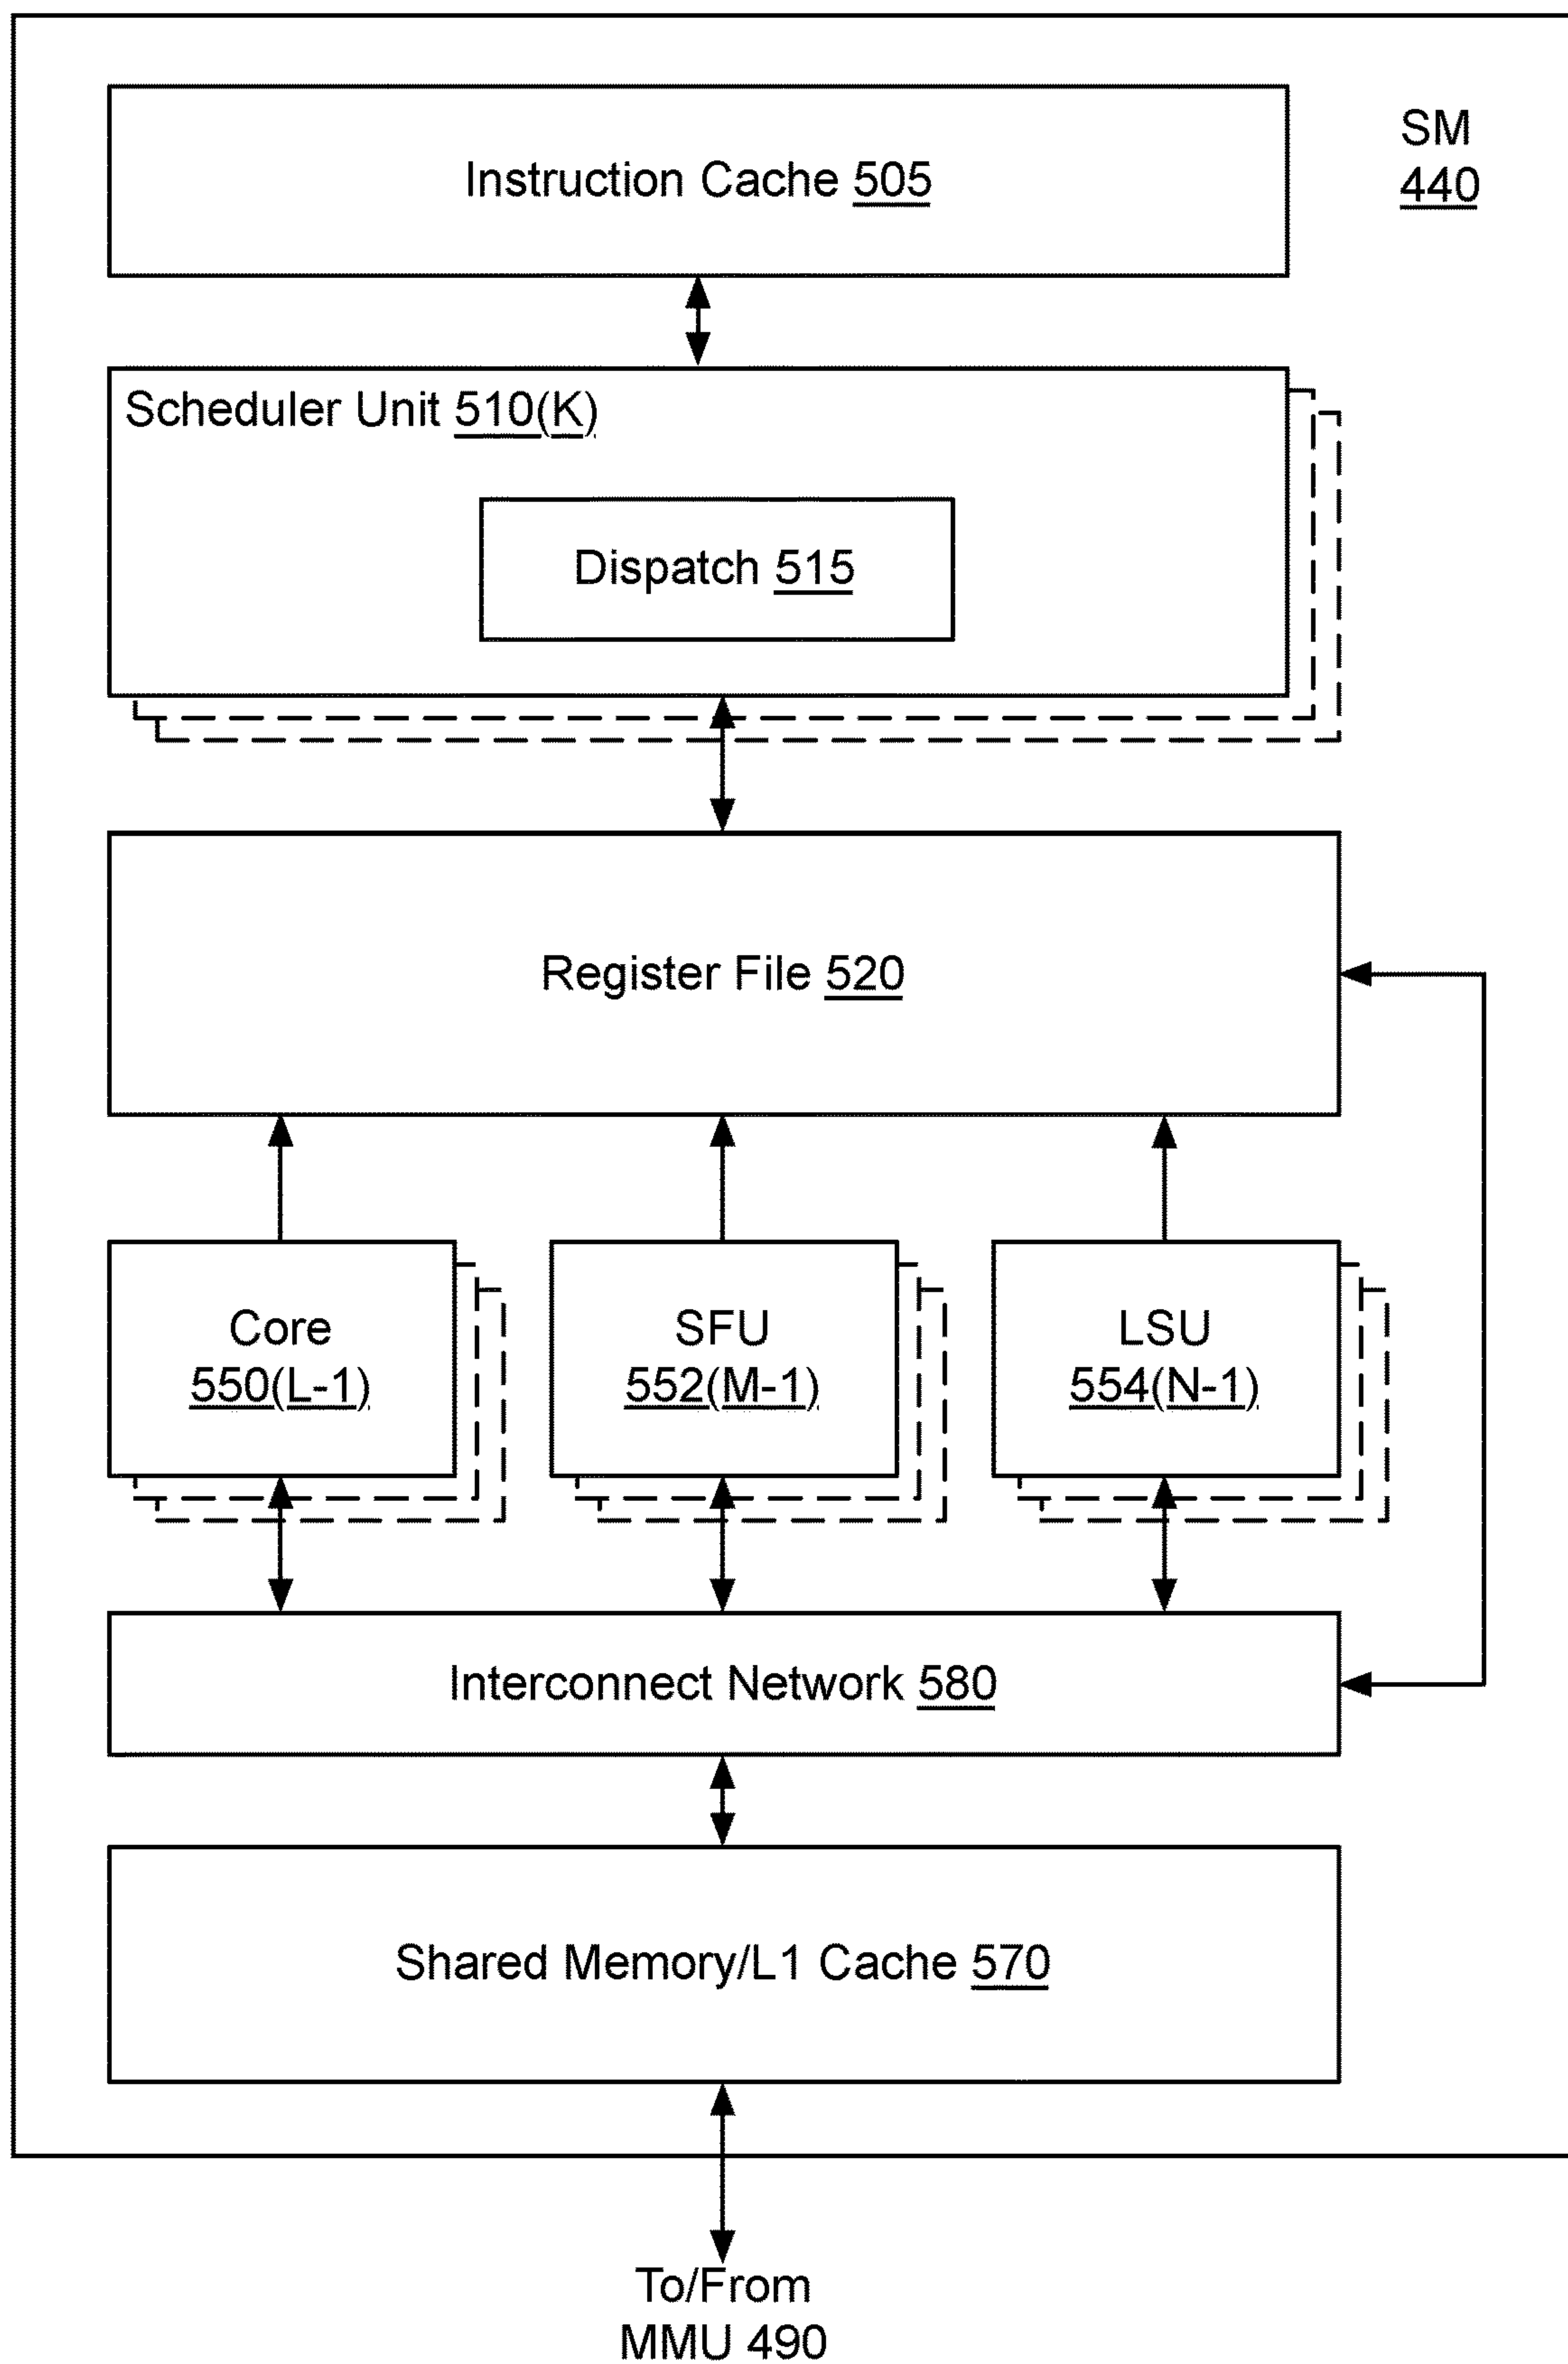 Instruction Cache 505
SM
440
Scheduler Unit 510(K)
Dispatch 515
Register File 520
Core
550(L-1)
SFU
552(M-1)
LSU
554(N-1)
Interconnect Network 580
Shared Memory/L1 Cache 570
To/From
MMU 490